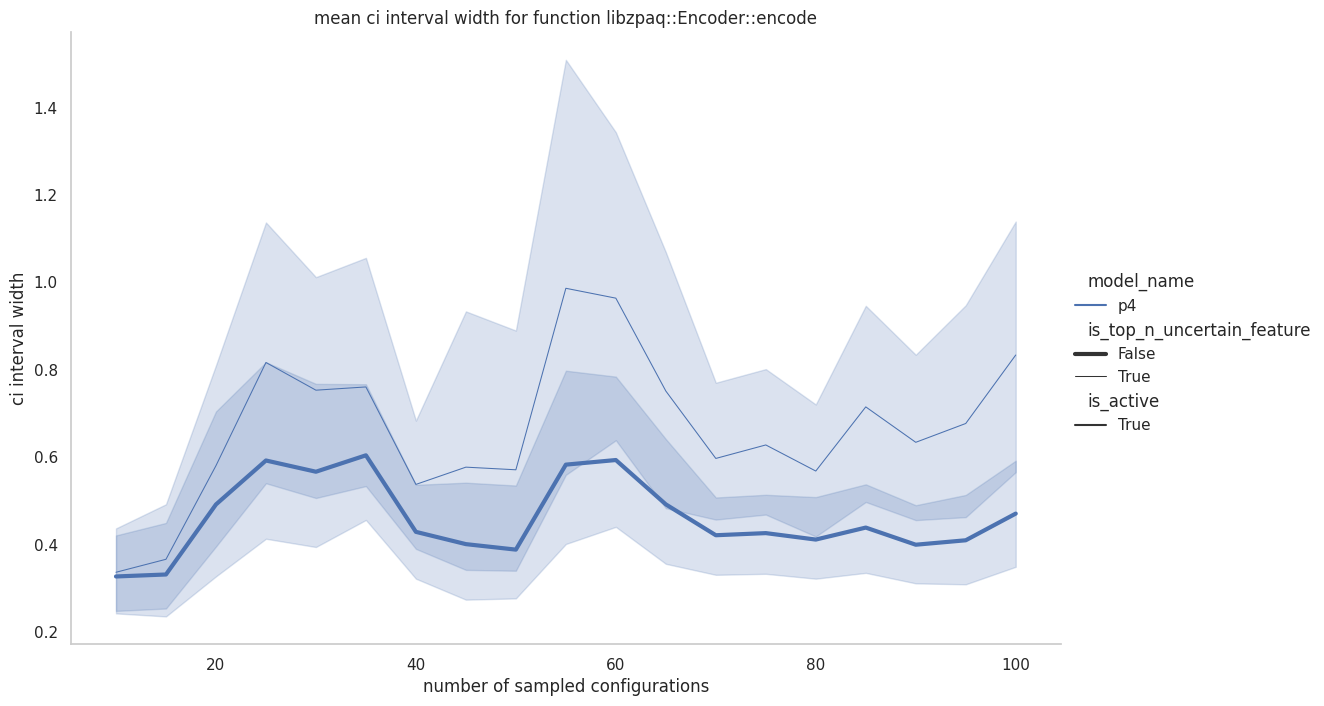 mean ci interval width for function libzpaq::Encoder::encode
1.4
1.2
1.0
0.8
0.6
0.4
0.2
ci interval width
20
40
60
80
100
number of sampled configurations
model_name
p4
is_top_n_uncertain_feature
False
True
is_active
True